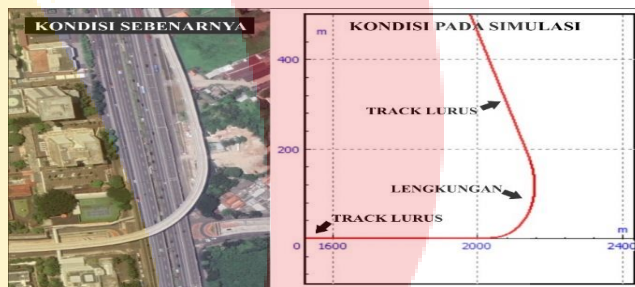 KONDISI SEBENARNYA
m
KONDISI PADA SIMULASI
400
TRACK LURUS
200
LENGKUNGAN
TRACK LURUS
m
0
1600
2000
2400